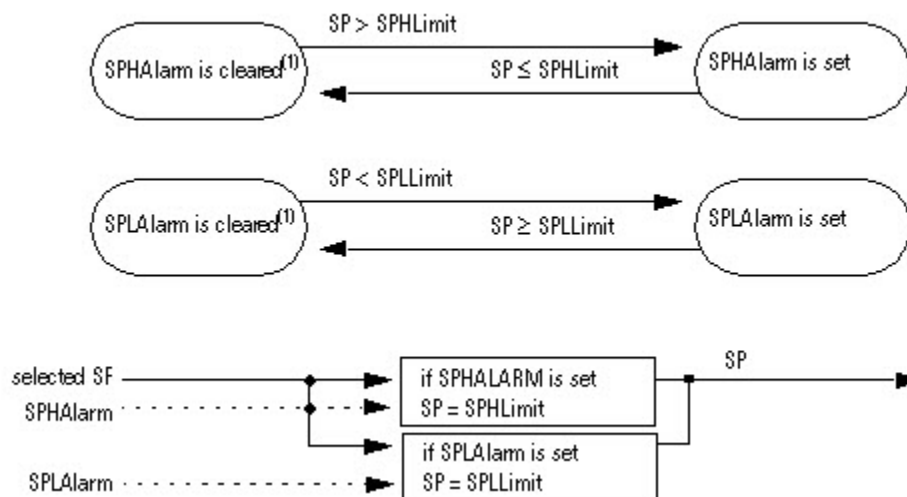 SP > SPHLimit
SPHAlarm is cleared(1)
SP ≤ SPHLimit
SPHAlarm is set
SP < SPLLimit
SPLAlarm is cleared(1)
SP ≥ SPLLimit
SPLAlarm is set
selected SF
if SPHALARM is set
SP
SPHAlarm
SP = SPHLimit
if SPLAlarm is set
SPLAlarm
SP = SPLLimit